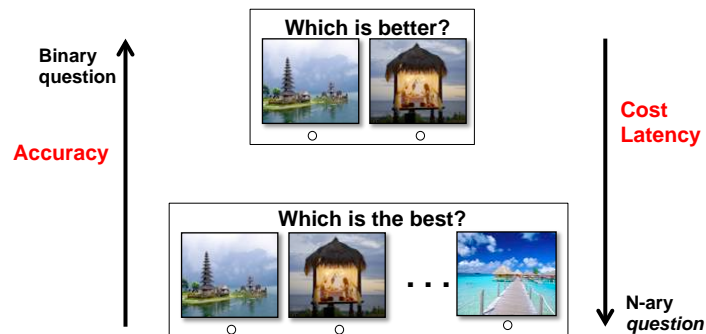 Which is better?
Binary
question
Accuracy
Cost
Latency
Which is the best?
. . .
N-ary
question